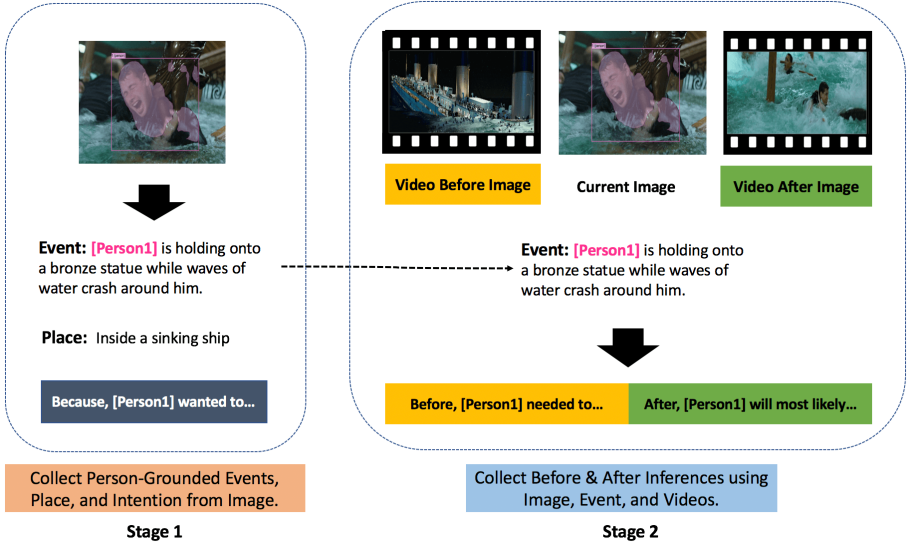 Event: [Person1] is holding onto
a bronze statue while waves of
water crash around him.
Place: Inside a sinking ship
Because, [Person1] wanted to...
Collect Person-Grounded Events,
Place, and Intention from Image.
Stage 1
Video Before Image
Current Image
Video After Image
Event: [Person1] is holding onto
a bronze statue while waves of
water crash around him.
Before, [Person1] needed to...
After, [Person1] will most likely...
Collect Before & After Inferences using
Image, Event, and Videos.
Stage 2